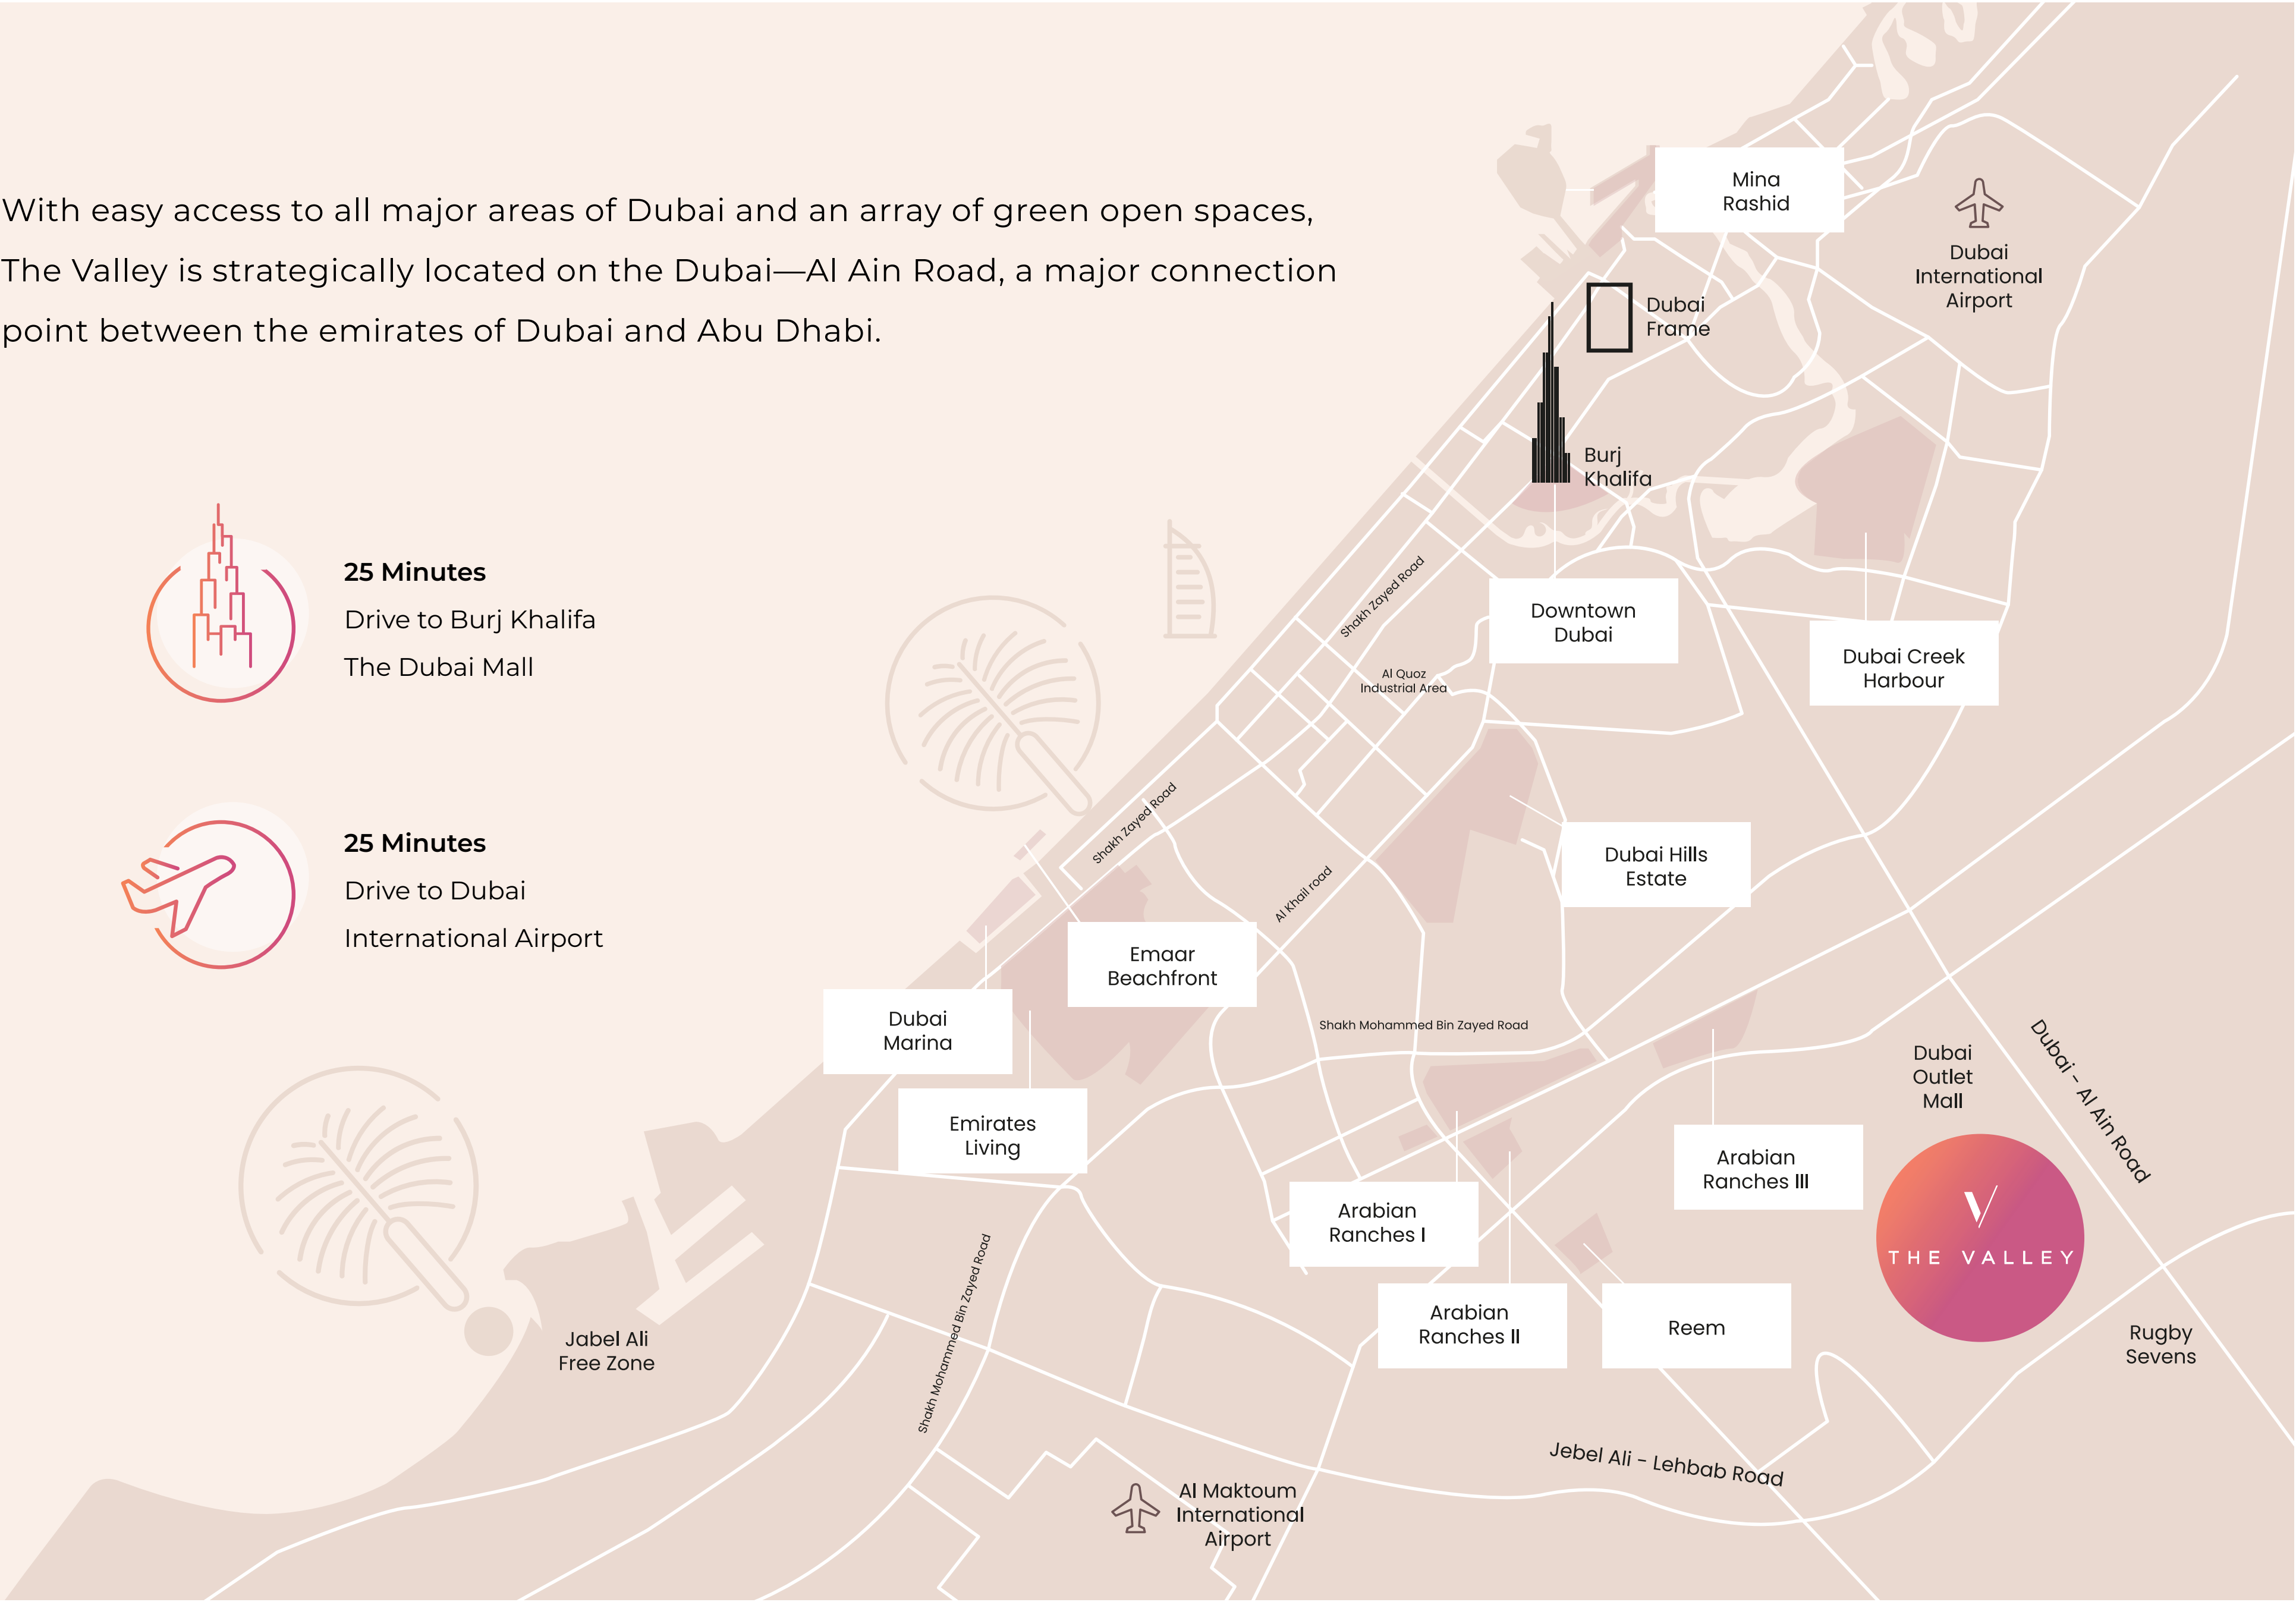 With easy access to all major areas of Dubai and an array of green open spaces,
The Valley is strategically located on the Dubai—Al Ain Road, a major connection
point between the emirates of Dubai and Abu Dhabi.
25 Minutes
Drive to Burj Khalifa
The Dubai Mall
25 Minutes
Drive to Dubai
International Airport
Mina
Rashid
Dubai
International
Airport
Dubai
Frame
Burj
Khalifa
Shakh Zayed Road
Downtown
Dubai
Dubai Creek
Harbour
Al Quoz
Industrial Area
Shakh Zayed Road
Dubai Hills
Estate
Al Khail road
Emaar
Beachfront
Dubai
Marina
Shakh Mohammed Bin Zayed Road
Dubai
Outlet
Mall
Dubai - Al Ain Road
Emirates
Living
Arabian
Ranches III
Arabian
Ranches I
THE VALLEY
Shakh Mohammed Bin Zayed Road
Arabian
Ranches II
Reem
Jabel Ali
Free Zone
Rugby
Sevens
Jebel Ali - Lehbab Road
Al Maktoum
International
Airport